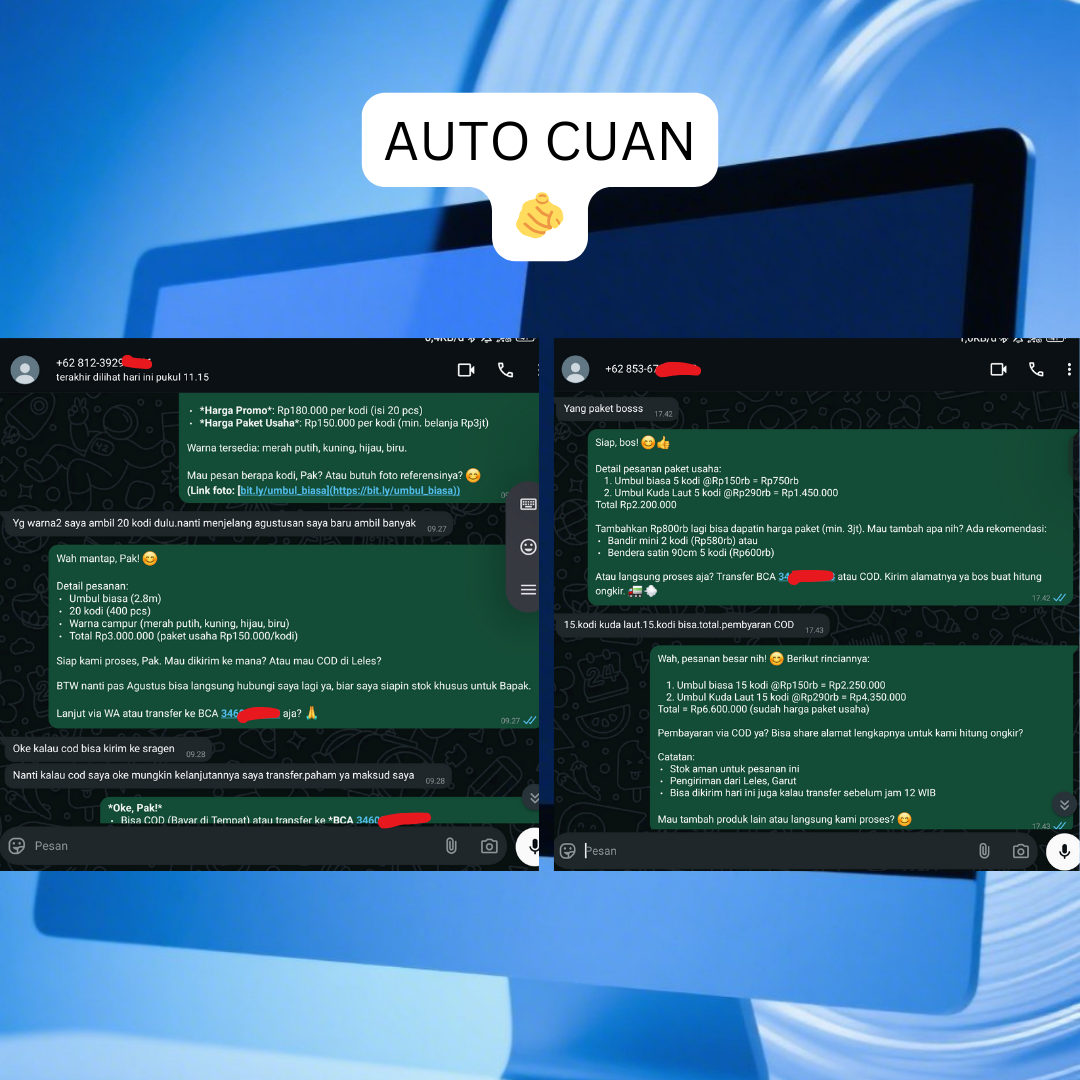 AUTO CUAN
+62 812-3929
terakhir dilihat hari ini pukul 11.15
• *Harga Promo*: Rp180.000 per kodi (isi 20 pcs)
• *Harga Paket Usaha*: Rp150.000 per kodi (min. belanja Rp3jt)
Warna tersedia: merah putih, kuning, hijau, biru.
Mau pesan berapa kodi, Pak? Atau butuh foto referensinya? 😊
(Link foto: [bit.ly/umbul_biasa](https://bit.ly/umbul_biasa))
Yg warna2 saya ambil 20 kodi dulu.nanti menjelang agustusan saya baru ambil banyak 09.27
Wah mantap, Pak! 😊
Detail pesanan:
• Umbul biasa (2.8m)
• 20 kodi (400 pcs)
• Warna campur (merah putih, kuning, hijau, biru)
• Total Rp3.000.000 (paket usaha Rp150.000/kodi)
Siap kami proses, Pak. Mau dikirim ke mana? Atau mau COD di Leles?
BTW nanti pas Agustus bisa langsung hubungi saya lagi ya, biar saya siapin stok khusus untuk Bapak.
Lanjut via WA atau transfer ke BCA 346 aja? 🙏
09.27
Oke kalau cod bisa kirim ke sragen 09.28
Nanti kalau cod saya oke mungkin kelanjutannya saya transfer.paham ya maksud saya 09.28
*Oke, Pak!*
• Bisa COD (Bayar di Tempat) atau transfer ke *BCA 3460
Pesan
+62 853-67
Yang paket bosss 17.42
Siap, bos! 😊👍
Detail pesanan paket usaha:
1. Umbul biasa 5 kodi @Rp150rb = Rp750rb
2. Umbul Kuda Laut 5 kodi @Rp290rb = Rp1.450.000
Total Rp2.200.000
Tambahkan Rp800rb lagi bisa dapatin harga paket (min. 3jt). Mau tambah apa nih? Ada rekomendasi:
• Bandir mini 2 kodi (Rp580rb) atau
• Bendera satin 90cm 5 kodi (Rp600rb)
Atau langsung proses aja? Transfer BCA 34 atau COD. Kirim alamatnya ya bos buat hitung
ongkir. 🚛💨
17.42
15.kodi kuda laut.15.kodi bisa.total.pembyaran COD 17.43
Wah, pesanan besar nih! 😊 Berikut rinciannya:
1. Umbul biasa 15 kodi @Rp150rb = Rp2.250.000
2. Umbul Kuda Laut 15 kodi @Rp290rb = Rp4.350.000
Total = Rp6.600.000 (sudah harga paket usaha)
Pembayaran via COD ya? Bisa share alamat lengkapnya untuk kami hitung ongkir?
Catatan:
• Stok aman untuk pesanan ini
• Pengiriman dari Leles, Garut
• Bisa dikirim hari ini juga kalau transfer sebelum jam 12 WIB
Mau tambah produk lain atau langsung kami proses? 😊
17.43
Pesan